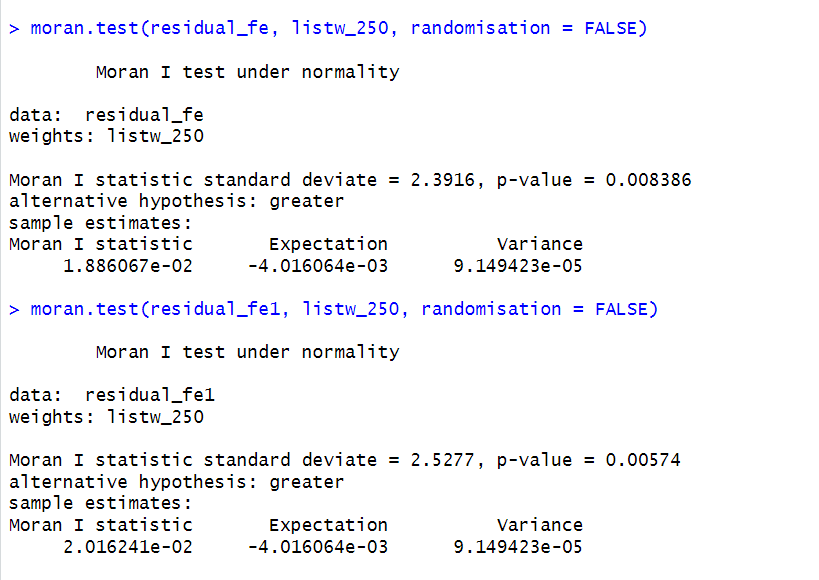 > moran.test(residual_fe, listw_250, randomisation = FALSE)
Moran I test under normality
data:  residual_fe
weights: listw_250
Moran I statistic standard deviate = 2.3916, p-value = 0.008386
alternative hypothesis: greater
sample estimates:
Moran I statistic       Expectation          Variance
1.886067e-02     -4.016064e-03      9.149423e-05
> moran.test(residual_fe1, listw_250, randomisation = FALSE)
Moran I test under normality
data:  residual_fe1
weights: listw_250
Moran I statistic standard deviate = 2.5277, p-value = 0.00574
alternative hypothesis: greater
sample estimates:
Moran I statistic       Expectation          Variance
2.016241e-02     -4.016064e-03      9.149423e-05